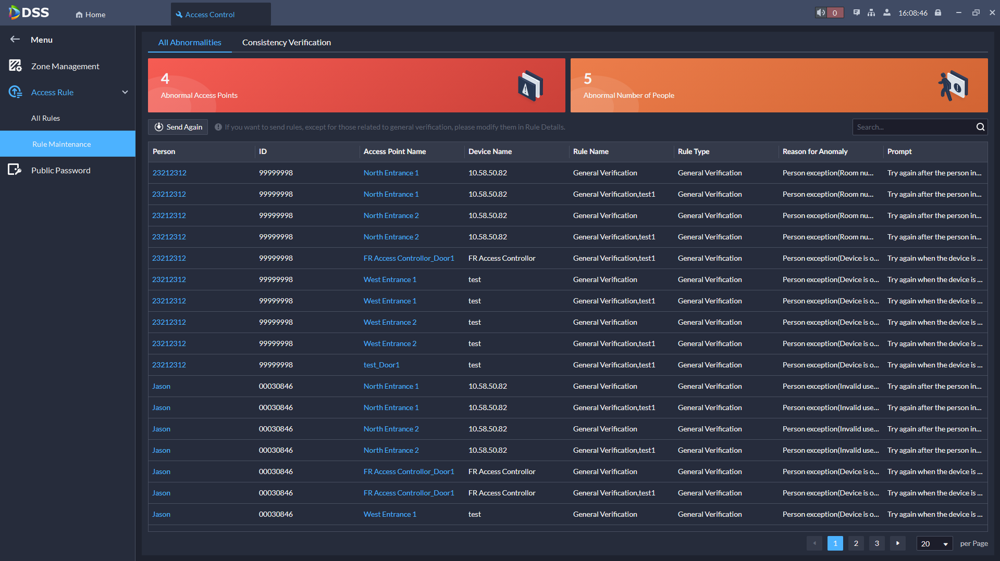 DSS
Home
Access Control
0
16:08:46
Menu
Zone Management
Access Rule
All Rules
Rule Maintenance
Public Password
All Abnormalities Consistency Verification
4
Abnormal Access Points
5
Abnormal Number of People
Send Again
If you want to send rules, except for those related to general verification, please modify them in Rule Details.
Search...
Person ID Access Point Name Device Name Rule Name Rule Type Reason for Anomaly Prompt
23212312 99999998 North Entrance 1 10.58.50.82 General Verification General Verification Person exception(Room nu... Try again after the person in...
23212312 99999998 North Entrance 1 10.58.50.82 General Verification,test1 General Verification Person exception(Room nu... Try again after the person in...
23212312 99999998 North Entrance 2 10.58.50.82 General Verification General Verification Person exception(Room nu... Try again after the person in...
23212312 99999998 North Entrance 2 10.58.50.82 General Verification,test1 General Verification Person exception(Room nu... Try again after the person in...
23212312 99999998 FR Access Controllor_Door1 FR Access Controllor General Verification,test1 General Verification Person exception(Device is o... Try again when the device is ...
23212312 99999998 West Entrance 1 test General Verification General Verification Person exception(Device is o... Try again when the device is ...
23212312 99999998 West Entrance 1 test General Verification,test1 General Verification Person exception(Device is o... Try again when the device is ...
23212312 99999998 West Entrance 2 test General Verification General Verification Person exception(Device is o... Try again when the device is ...
23212312 99999998 West Entrance 2 test General Verification,test1 General Verification Person exception(Device is o... Try again when the device is ...
23212312 99999998 test_Door1 test General Verification,test1 General Verification Person exception(Device is o... Try again when the device is ...
Jason 00030846 North Entrance 1 10.58.50.82 General Verification General Verification Person exception(Invalid use... Try again after the person in...
Jason 00030846 North Entrance 1 10.58.50.82 General Verification,test1 General Verification Person exception(Invalid use... Try again after the person in...
Jason 00030846 North Entrance 2 10.58.50.82 General Verification General Verification Person exception(Invalid use... Try again after the person in...
Jason 00030846 North Entrance 2 10.58.50.82 General Verification,test1 General Verification Person exception(Invalid use... Try again after the person in...
Jason 00030846 FR Access Controllor_Door1 FR Access Controllor General Verification General Verification Person exception(Device is o... Try again when the device is ...
Jason 00030846 FR Access Controllor_Door1 FR Access Controllor General Verification,test1 General Verification Person exception(Device is o... Try again when the device is ...
Jason 00030846 West Entrance 1 test General Verification General Verification Person exception(Device is o... Try again when the device is ...
1 2 3 20 per Page